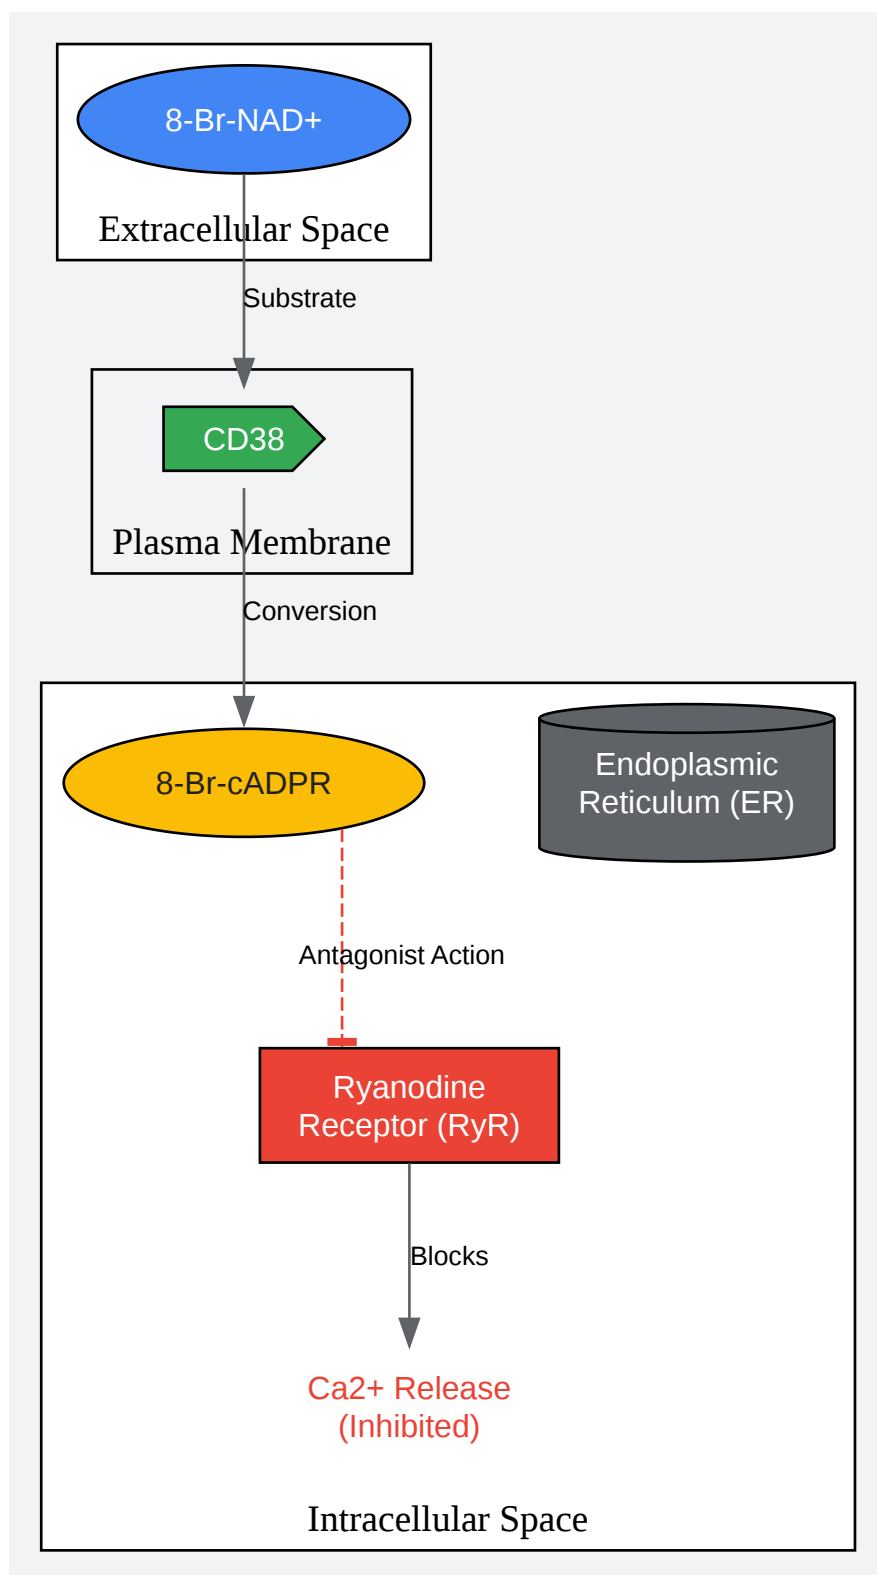 8-Br-NAD+
Extracellular Space
Substrate
CD38
Plasma Membrane
Conversion
8-Br-cADPR
Endoplasmic
Reticulum (ER)
Antagonist Action
Ryanodine
Receptor (RyR)
Blocks
Ca2+ Release
(Inhibited)
Intracellular Space